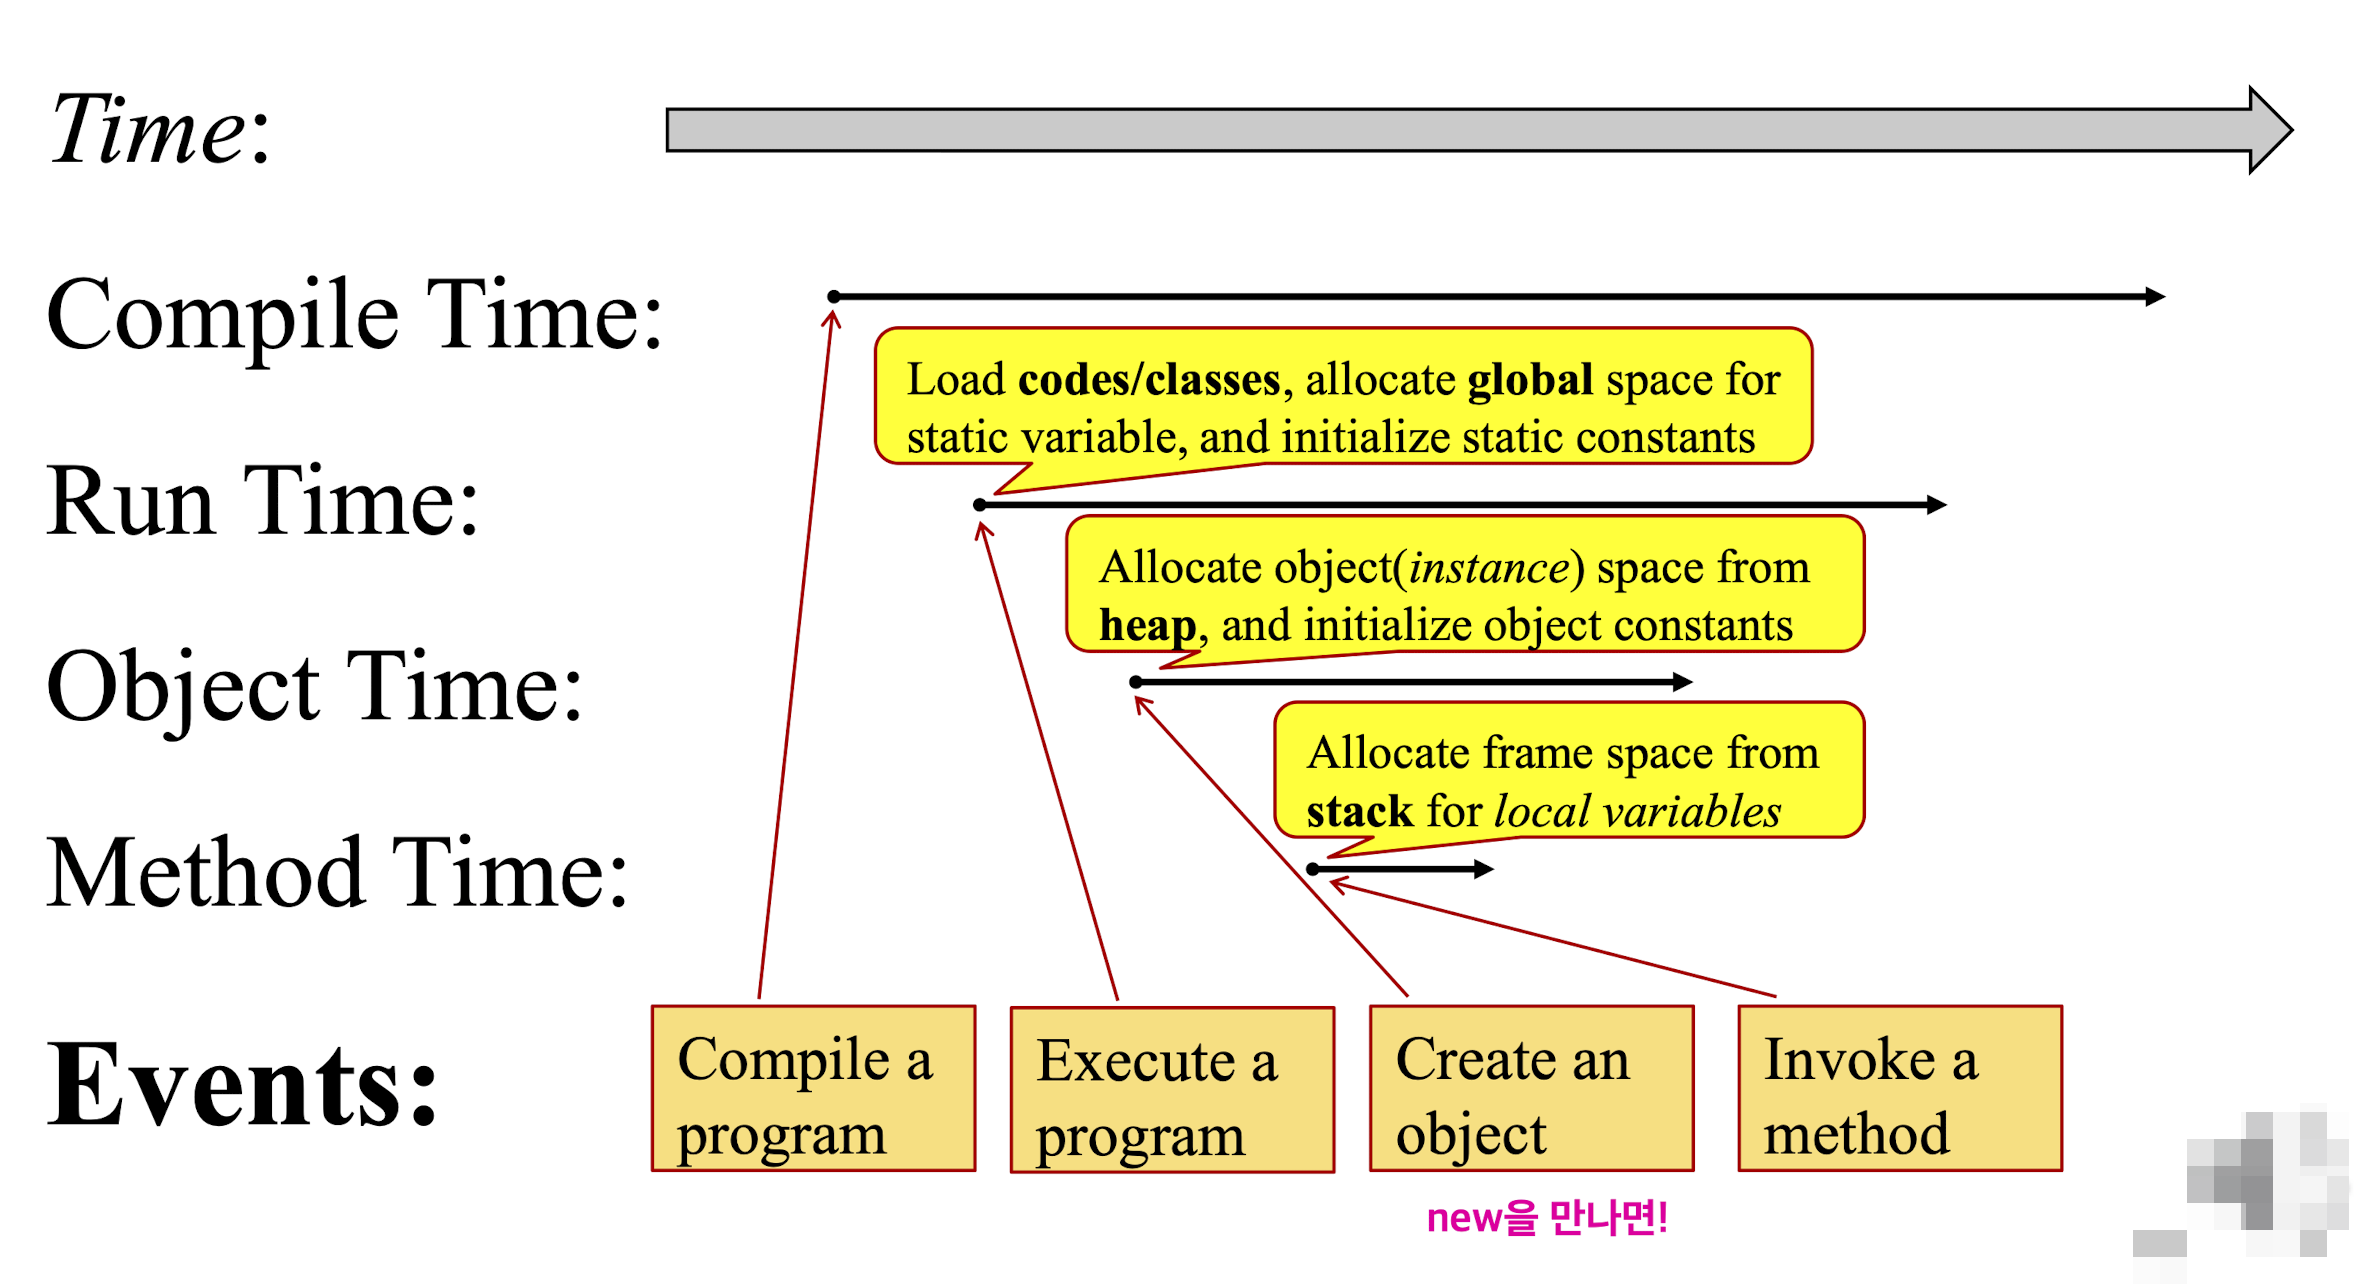 Time:
Compile Time:
Load codes/classes, allocate global space for
static variable, and initialize static constants
Run Time:
Allocate object(instance) space from
heap, and initialize object constants
Object Time:
Allocate frame space from
stack for local variables
Method Time:
Events:
Compile a
program
Execute a
program
Create an
object
Invoke a
method
new을 만나면!